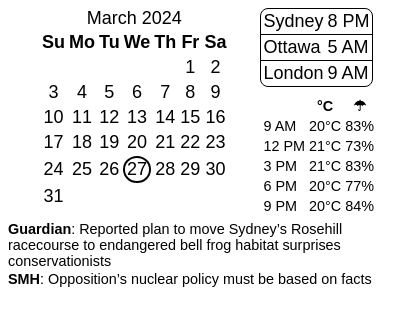 March 2024
Su Mo Tu We Th Fr Sa
1 2
3 4 5 6 7 8 9
10 11 12 13 14 15 16
17 18 19 20 21 22 23
24 25 26 27 28 29 30
31
Sydney 8 PM
Ottawa 5 AM
London 9 AM
°C ☂
9 AM 20°C 83%
12 PM 21°C 73%
3 PM 21°C 83%
6 PM 20°C 77%
9 PM 20°C 84%
Guardian: Reported plan to move Sydney’s Rosehill
racecourse to endangered bell frog habitat surprises
conservationists
SMH: Opposition’s nuclear policy must be based on facts